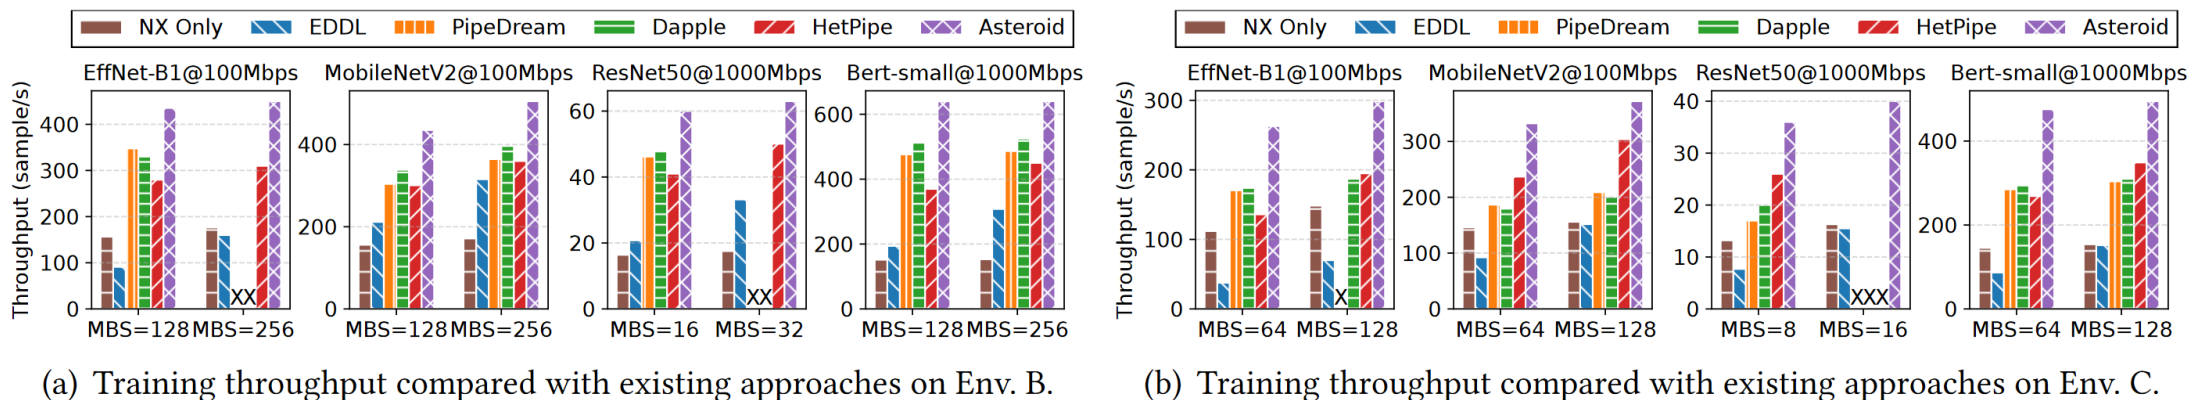 NX Only EDDL PipeDream Dapple HetPipe Asteroid
EffNet-B1@100Mbps MobileNetV2@100Mbps ResNet50@1000Mbps Bert-small@1000Mbps
Throughput (sample/s)
400
300
200
100
0
XX
MBS=128 MBS=256
400
200
0
MBS=128 MBS=256
60
40
20
0
XX
MBS=16 MBS=32
600
400
200
0
MBS=128 MBS=256
(a) Training throughput compared with existing approaches on Env. B.
NX Only EDDL PipeDream Dapple HetPipe Asteroid
EffNet-B1@100Mbps MobileNetV2@100Mbps ResNet50@1000Mbps Bert-small@1000Mbps
Throughput (sample/s)
300
200
100
0
X
MBS=64 MBS=128
300
200
100
0
MBS=64 MBS=128
40
30
20
10
0
XXX
MBS=8 MBS=16
400
200
0
MBS=64 MBS=128
(b) Training throughput compared with existing approaches on Env. C.